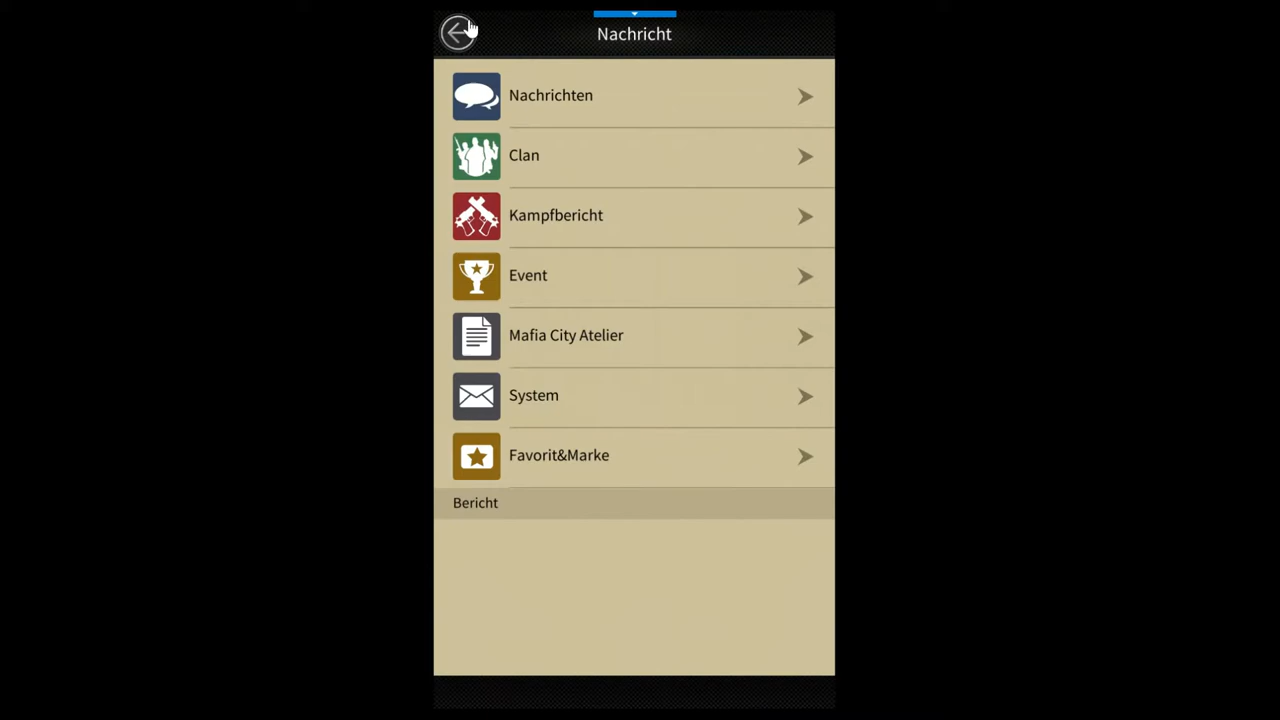 Nachricht
Nachrichten
Clan
Kampfbericht
Event
Mafia City Atelier
System
Favorit&Marke
Bericht